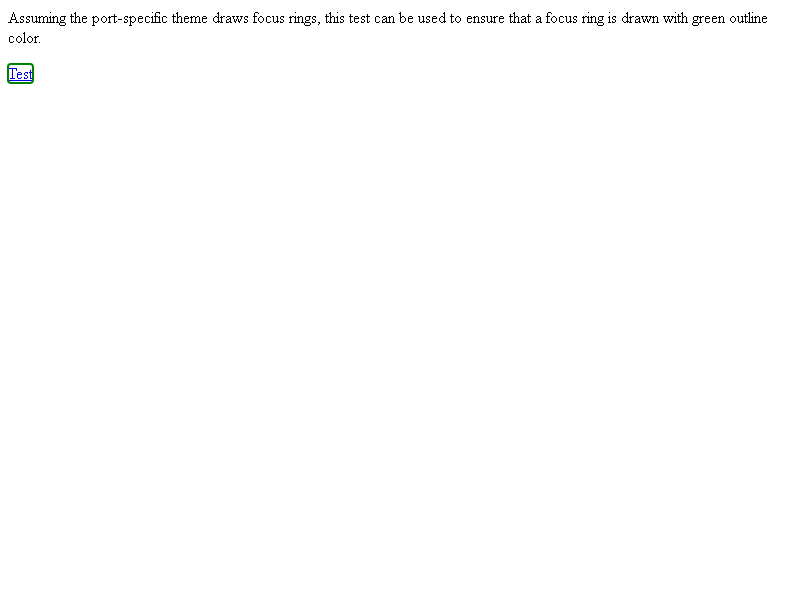 Assuming the port-specific theme draws focus rings, this test can be used to ensure that a focus ring is drawn with green outline
color.
Test